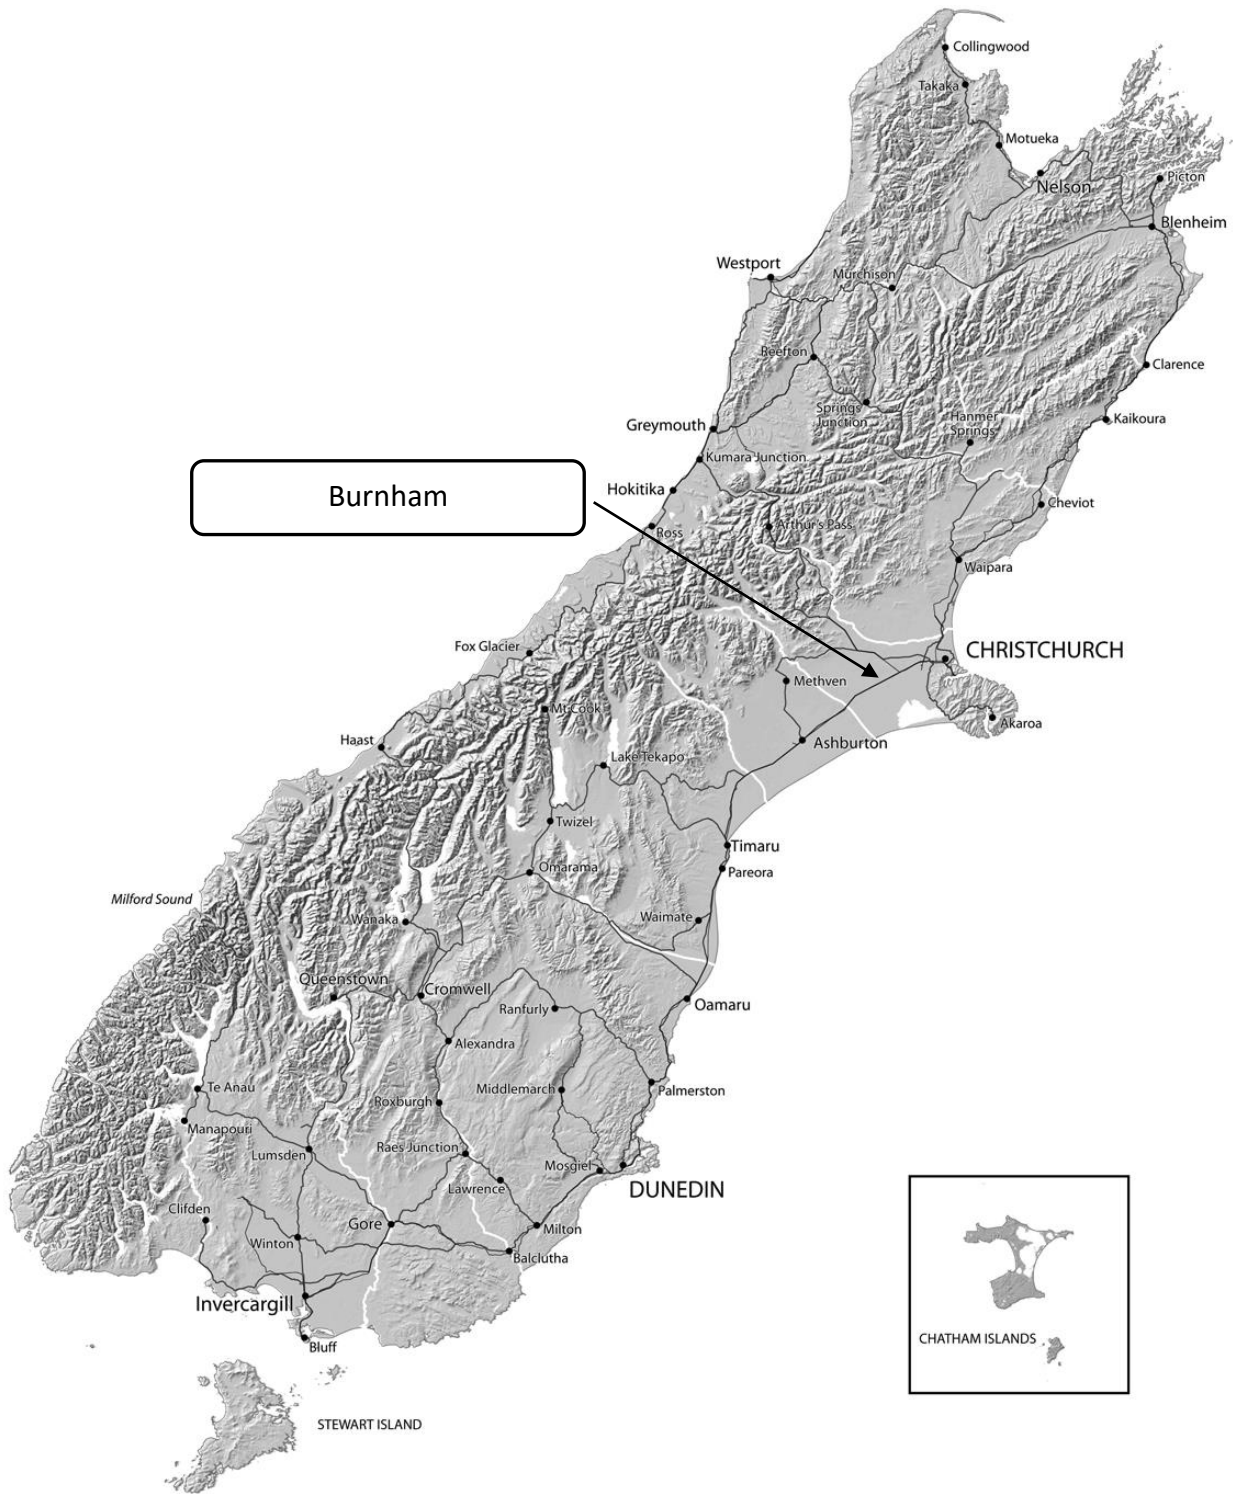 Collingwood
Takaka
Motueka
Nelson
Picton
Blenheim
Westport
Murchison
Reefton
Clarence
Springs
Junction
Hanmer
Springs
Kaikoura
Greymouth
Kumara Junction
Burnham
Hokitika
Cheviot
Ross
Arthur's Pass
Waipara
Fox Glacier
CHRISTCHURCH
Methven
Mt Cook
Akaroa
Haast
Ashburton
Lake Tekapo
Twizel
Timaru
Omarama
Pareora
Milford Sound
Wanaka
Waimate
Queenstown
Cromwell
Ranfurly
Oamaru
Alexandra
Te Anau
Middlemarch
Palmerston
Roxburgh
Manapouri
Raes Junction
Lumsden
Mosgiel
Lawrence
DUNEDIN
Clifden
Gore
Milton
Winton
Balclutha
Invercargill
Bluff
CHATHAM ISLANDS
STEWART ISLAND